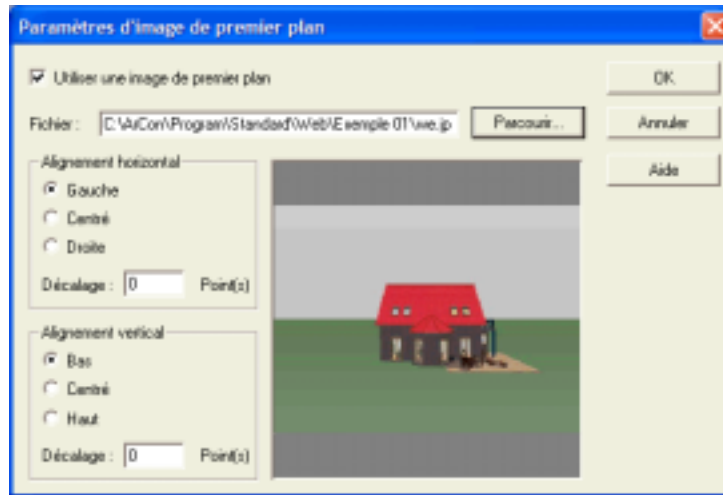 Paramètres d'image de premier plan
Utiliser une image de premier plan
OK
Fichier : C:\ArCon\Program\Standard\Web\Exemple 01\we.jp
Parcourir...
Annuler
Aide
Alignement horizontal
Gauche
Centré
Droite
Décalage : 0 Point(s)
Alignement vertical
Bas
Centré
Haut
Décalage : 0 Point(s)